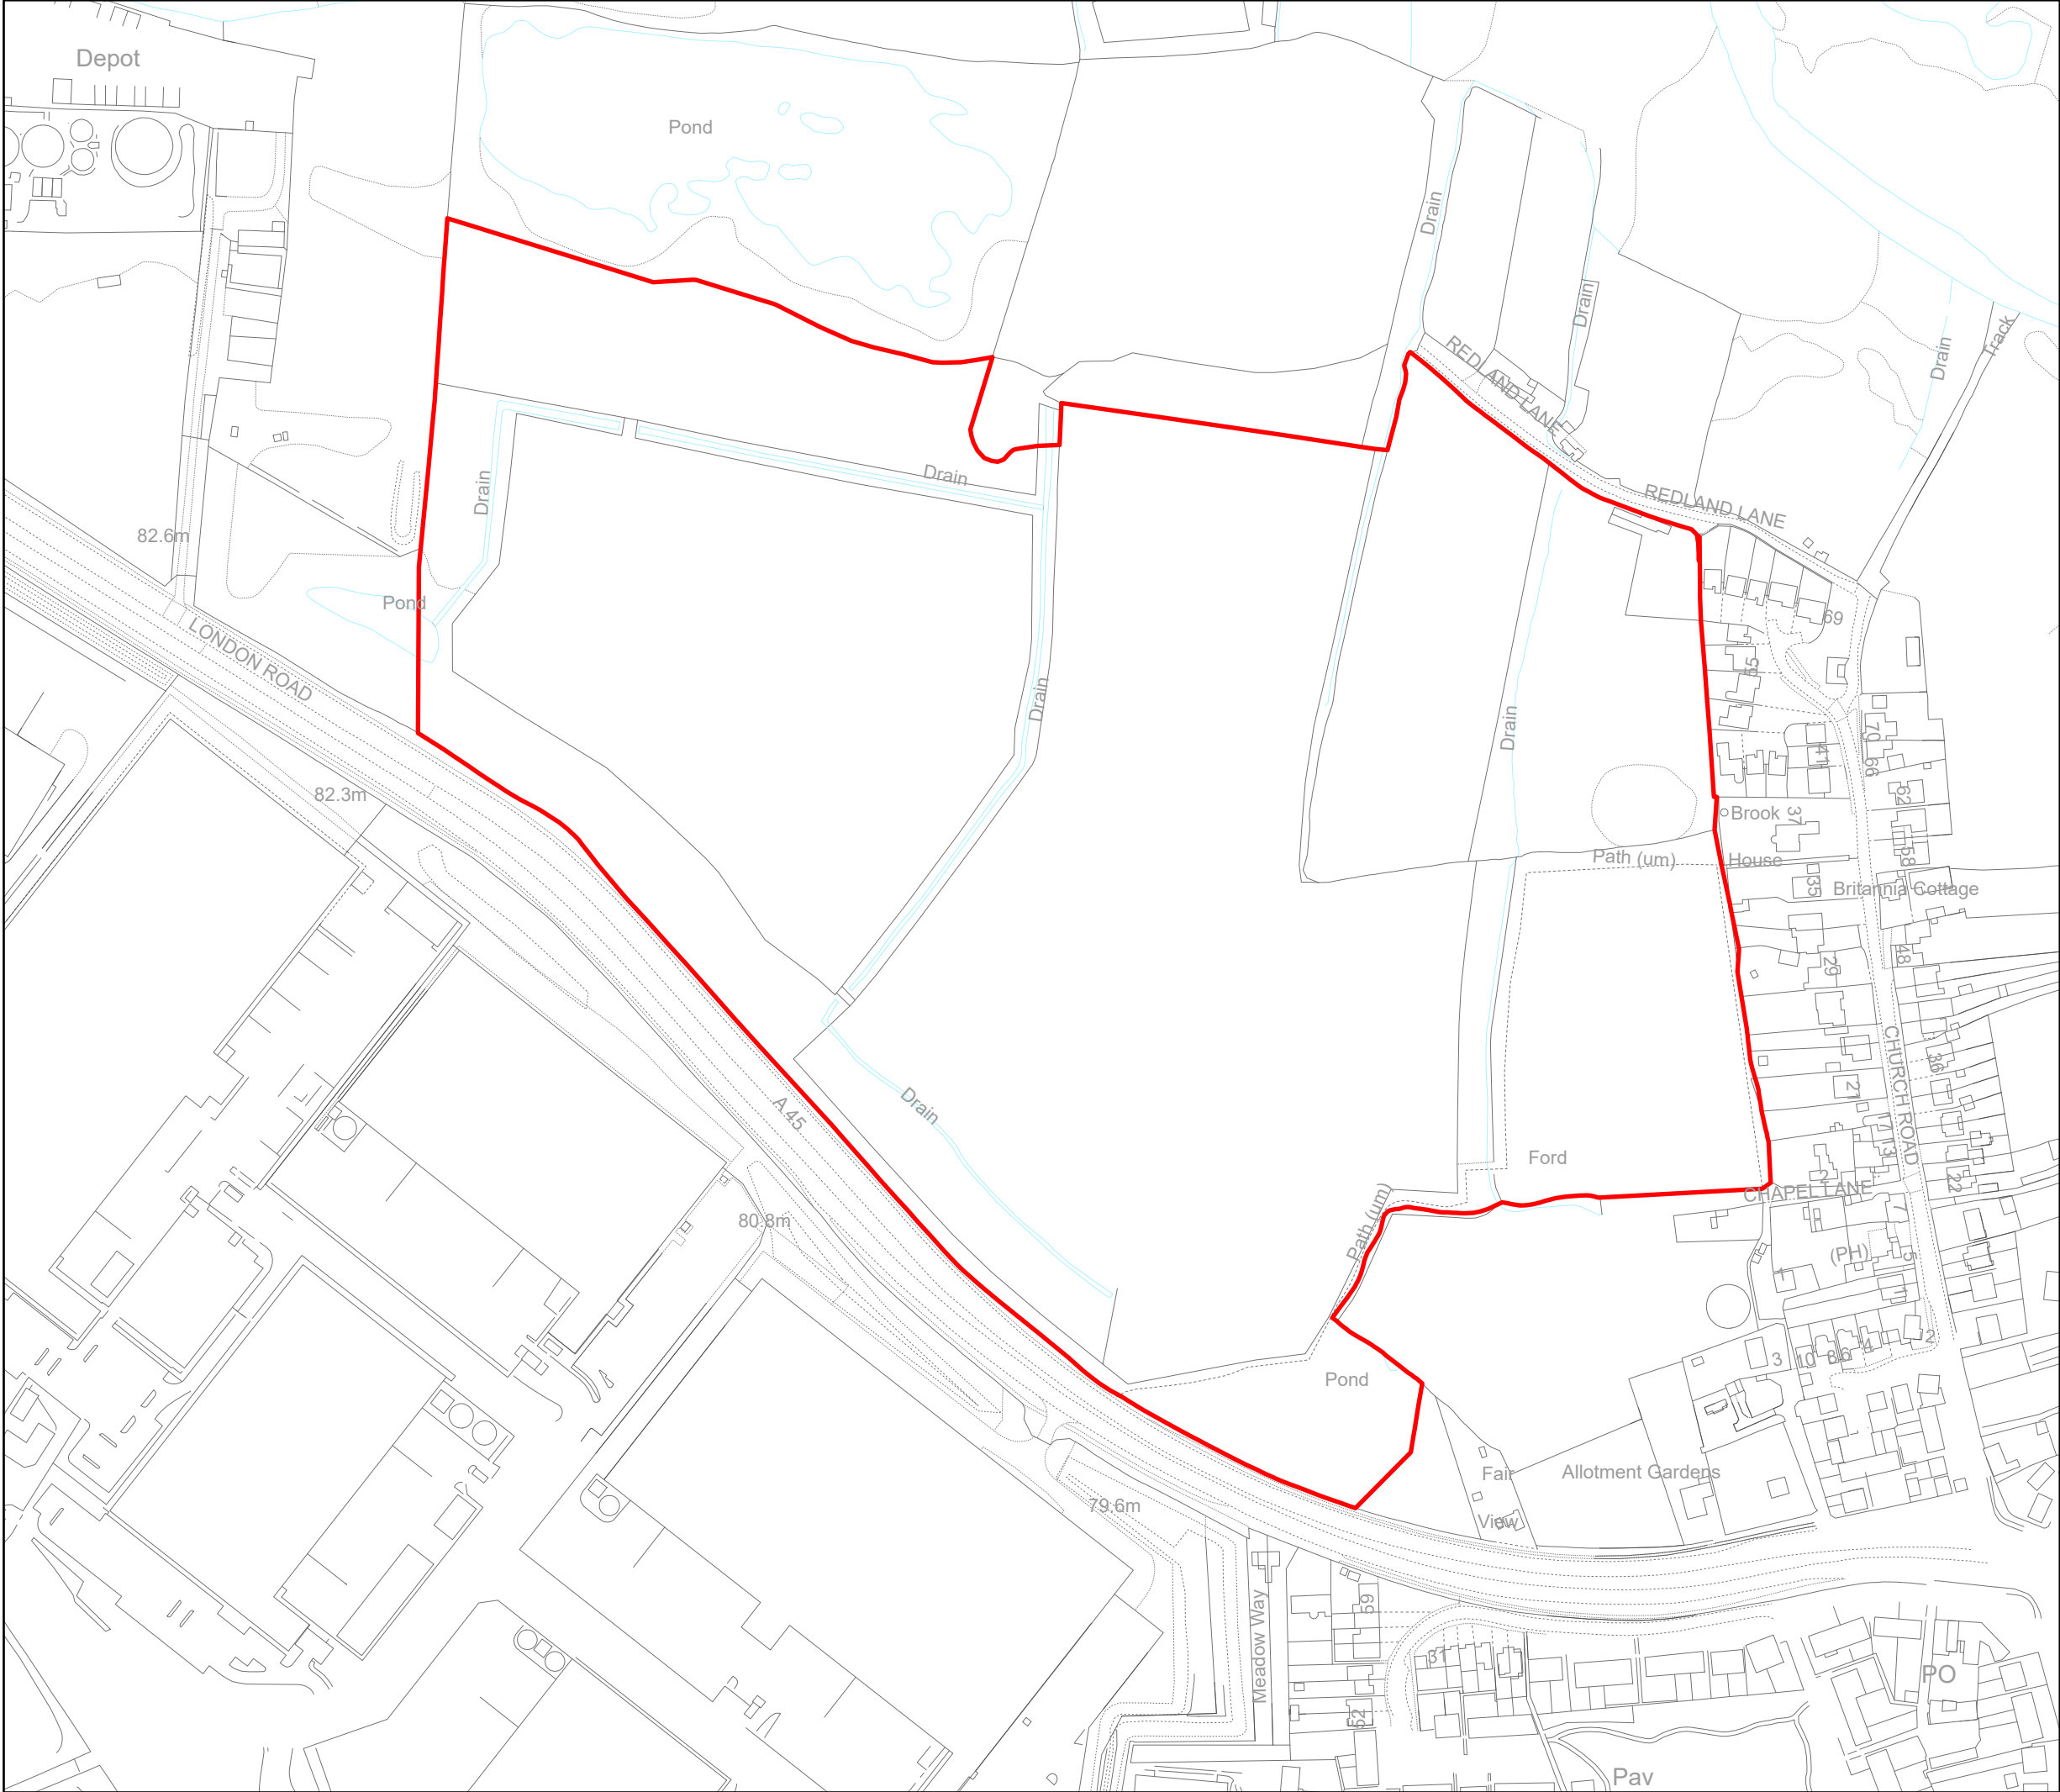 Depot
Pond
Drain
Drain
Drain
Track
REDLAND LANE
REDLAND LANE
Drain
Drain
82.6m
Pond
LONDON ROAD
69
55
Drain
Drain
70
66
41
82.3m
62
Brook
37
House
Path (um)
58
35
Britannia Cottage
29
48
CHURCH ROAD
36
21
A 45
Drain
17
13
Ford
2
22
CHAPEL LANE
7
Path (um)
80.8m
(PH)
5
1
1
2
3
10
8
6
4
Pond
Fair
View
Allotment Gardens
79.6m
Meadow Way
59
31
52
PO
Pav